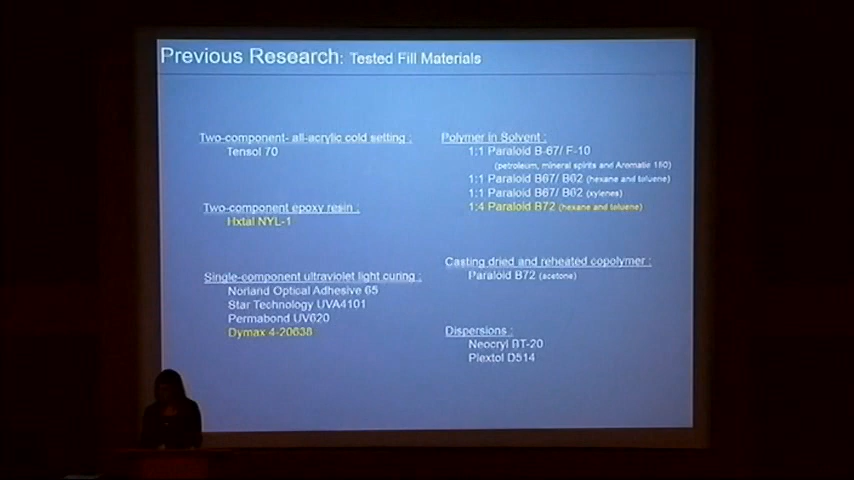 Previous Research: Tested Fill Materials
Two-component- all-acrylic cold setting :
Tensol 70
Two-component epoxy resin :
Hxtal NYL-1
Single-component ultraviolet light curing :
Norland Optical Adhesive 65
Star Technology UVA4101
Permabond UV620
Dymax 4-20638
Polymer in Solvent :
1:1 Paraloid B-67/ F-10
(petroleum, mineral spirits and Aromatic 150)
1:1 Paraloid B67/ B62 (hexane and toluene)
1:1 Paraloid B67/ B62 (xylenes)
1:4 Paraloid B72 (hexane and toluene)
Casting dried and reheated copolymer :
Paraloid B72 (acetone)
Dispersions :
Neocryl BT-20
Plextol D514